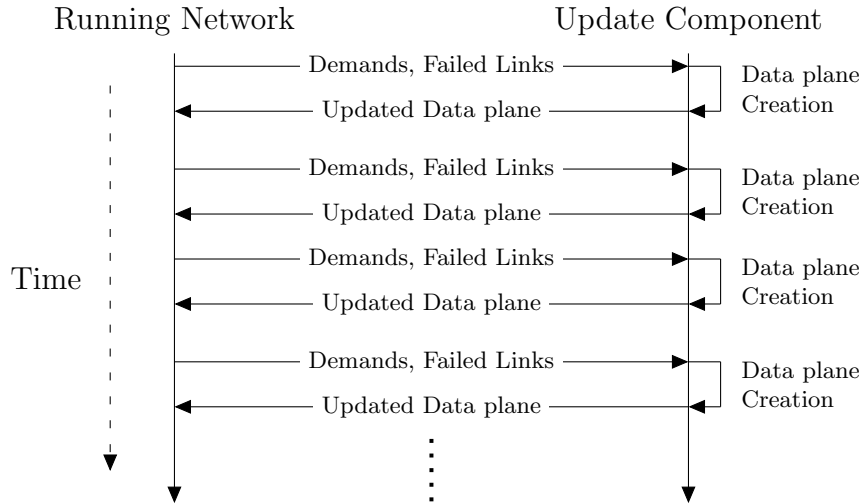 Running Network
Update Component
Demands, Failed Links
Data plane
Creation
Updated Data plane
Demands, Failed Links
Data plane
Creation
Updated Data plane
Time
Demands, Failed Links
Data plane
Creation
Updated Data plane
Demands, Failed Links
Data plane
Creation
Updated Data plane